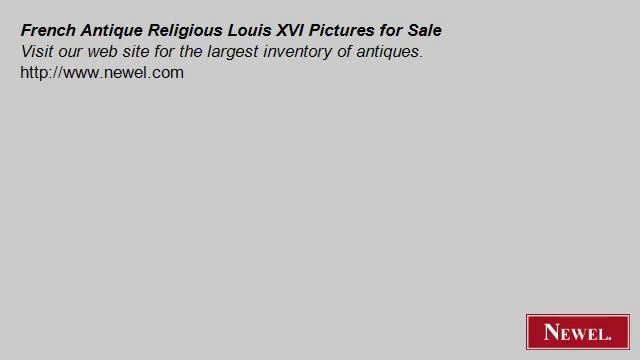 French Antique Religious Louis XVI Pictures for Sale
Visit our web site for the largest inventory of antiques.
http://www.newel.com
NEWEL.